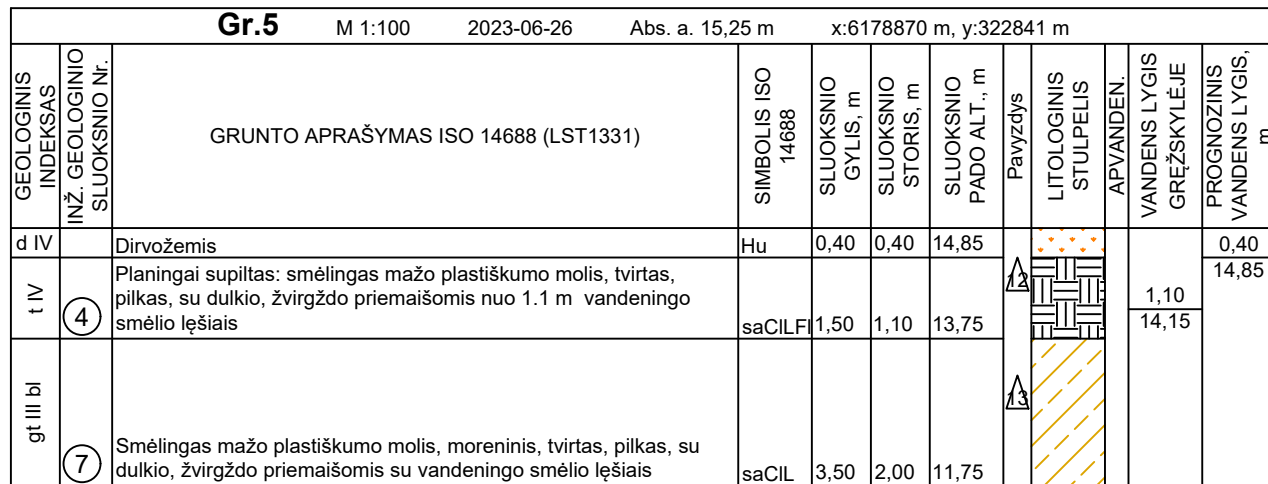 Gr.5 M 1:100 2023-06-26 Abs. a. 15,25 m x:6178870 m, y:322841 m
GEOLOGINIS
INDEKSAS
INŽ. GEOLOGINIO
SLUOKSNIO Nr.
GRUNTO APRAŠYMAS ISO 14688 (LST1331)
SIMBOLIS ISO
14688
SLUOKSNIO
GYLIS, m
SLUOKSNIO
STORIS, m
SLUOKSNIO
PADO ALT., m
Pavyzdys
LITOLOGINIS
STULPELIS
APVANDEN.
VANDENS LYGIS
GRĘŽSKYLĖJE
PROGNOZINIS
VANDENS LYGIS,
m
d IV Dirvožemis Hu 0,40 0,40 14,85 0,40
14,85
t IV
4
Planingai supiltas: smėlingas mažo plastiškumo molis, tvirtas,
pilkas, su dulkio, žvirgždo priemaišomis nuo 1.1 m vandeningo
smėlio lęšiais
saClLFl 1,50 1,10 13,75
12
1,10
14,15
gt III bl
7
Smėlingas mažo plastiškumo molis, moreninis, tvirtas, pilkas, su
dulkio, žvirgždo priemaišomis su vandeningo smėlio lęšiais
saClL 3,50 2,00 11,75
13